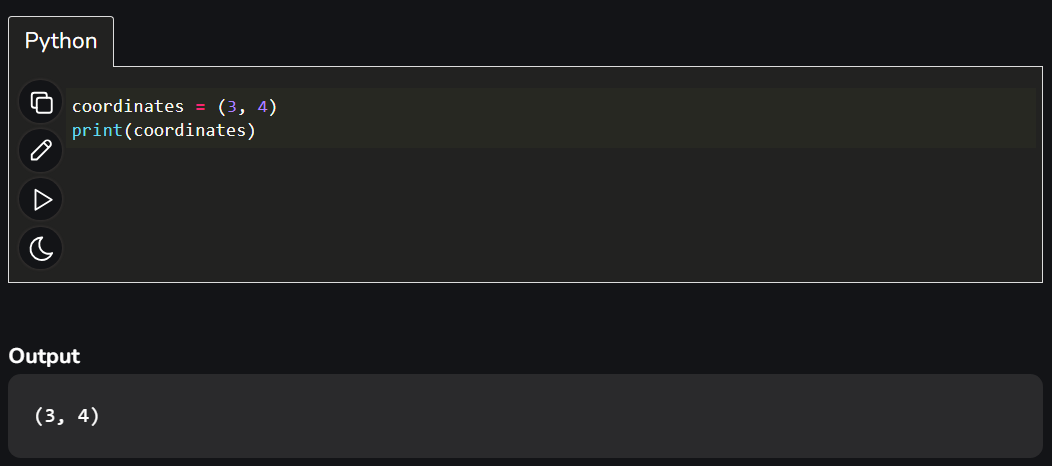 Python
coordinates = (3, 4)
print(coordinates)
Output
(3, 4)